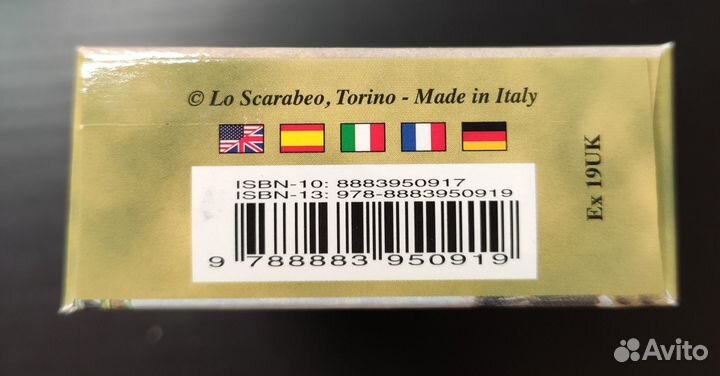 © Lo Scarabeo, Torino - Made in Italy
ISBN-10: 8883950917
ISBN-13: 978-8883950919
9 788883 950919
Ex 19UK
Avito